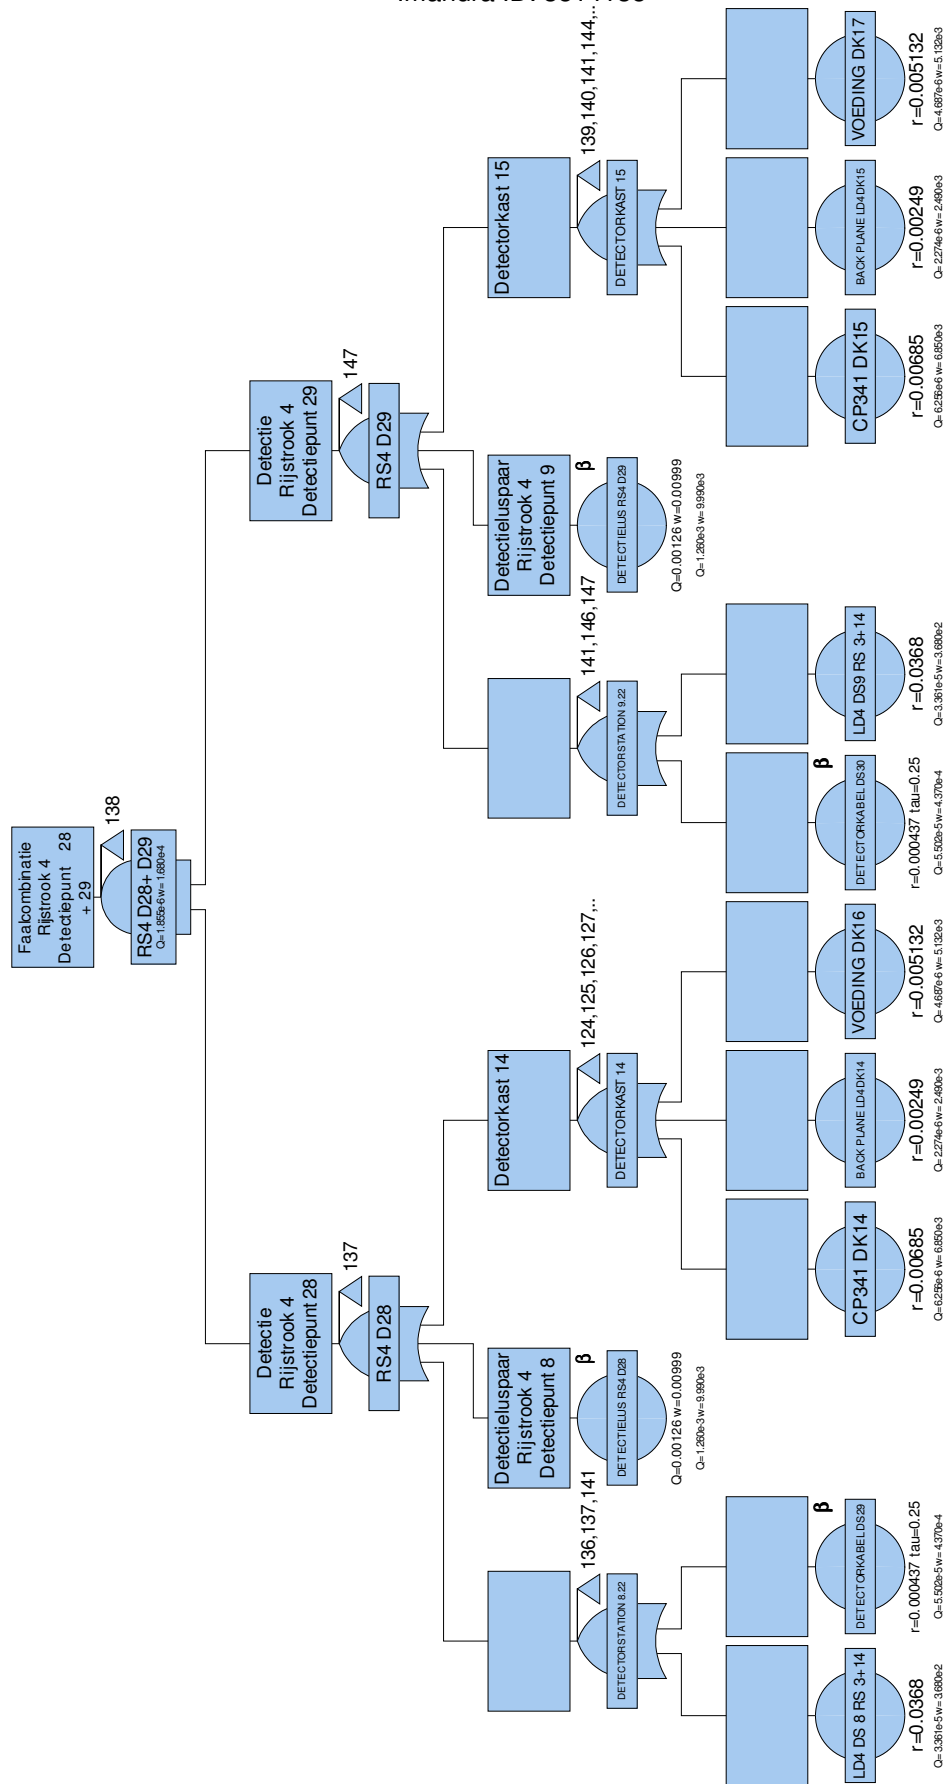 Faalcombinatie
Rijstrook 4
Detectiepunt 28
+ 29
138
RS4 D28+ D29
Q=1.855e-6 w=1.680e-4
Detectie
Rijstrook 4
Detectiepunt 28
137
RS4 D28
Detectie
Rijstrook 4
Detectiepunt 29
147
RS4 D29
136,137,141
DETECTORSTATION 8.22
Detectieluspaar
Rijstrook 4
Detectiepunt 8
β
DETECTIELUS RS4 D28
Q=0.00126 w=0.00999
Q=1.260e-3 w=9.990e-3
Detectorkast 14
124,125,126,127,..
DETECTORKAST 14
141,146,147
DETECTORSTATION 9.22
Detectieluspaar
Rijstrook 4
Detectiepunt 9
β
DETECTIELUS RS4 D29
Q=0.00126 w=0.00999
Q=1.260e-3 w=9.990e-3
Detectorkast 15
139,140,141,144,..
DETECTORKAST 15
LD4 DS 8 RS 3+14
r=0.0368
Q=3.361e-5 w=3.680e-2
β
DETECTORKABEL DS29
r=0.000437 tau=0.25
Q=5.502e-5 w=4.370e-4
CP341 DK14
r=0.00685
Q=6.256e-6 w=6.850e-3
BACK PLANE LD4 DK14
r=0.00249
Q=2.274e-6 w=2.490e-3
VOEDING DK16
r=0.005132
Q=4.687e-6 w=5.132e-3
β
DETECTORKABEL DS30
r=0.000437 tau=0.25
Q=5.502e-5 w=4.370e-4
LD4 DS9 RS 3+14
r=0.0368
Q=3.361e-5 w=3.680e-2
CP341 DK15
r=0.00685
Q=6.256e-6 w=6.850e-3
BACK PLANE LD4 DK15
r=0.00249
Q=2.274e-6 w=2.490e-3
VOEDING DK17
r=0.005132
Q=4.687e-6 w=5.132e-3